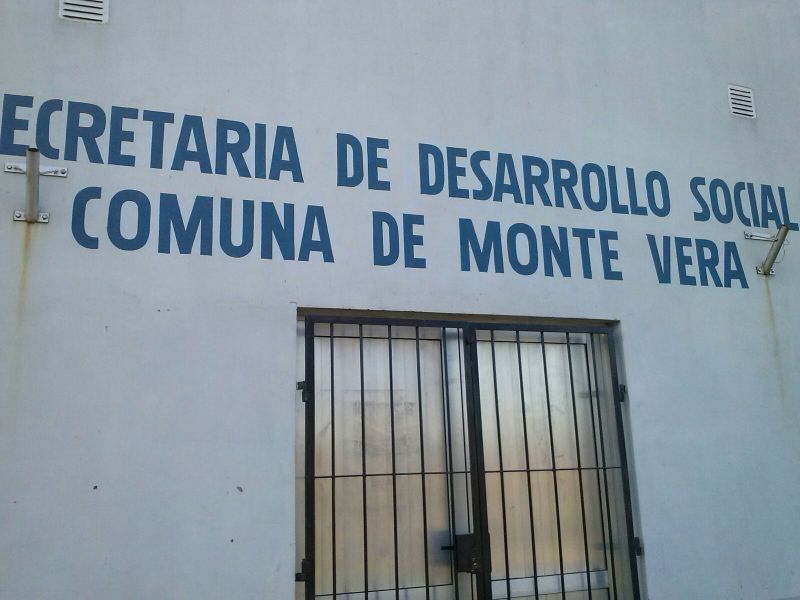 ECRETARIA DE DESARROLLO SOCIAL
COMUNA DE MONTE VERA